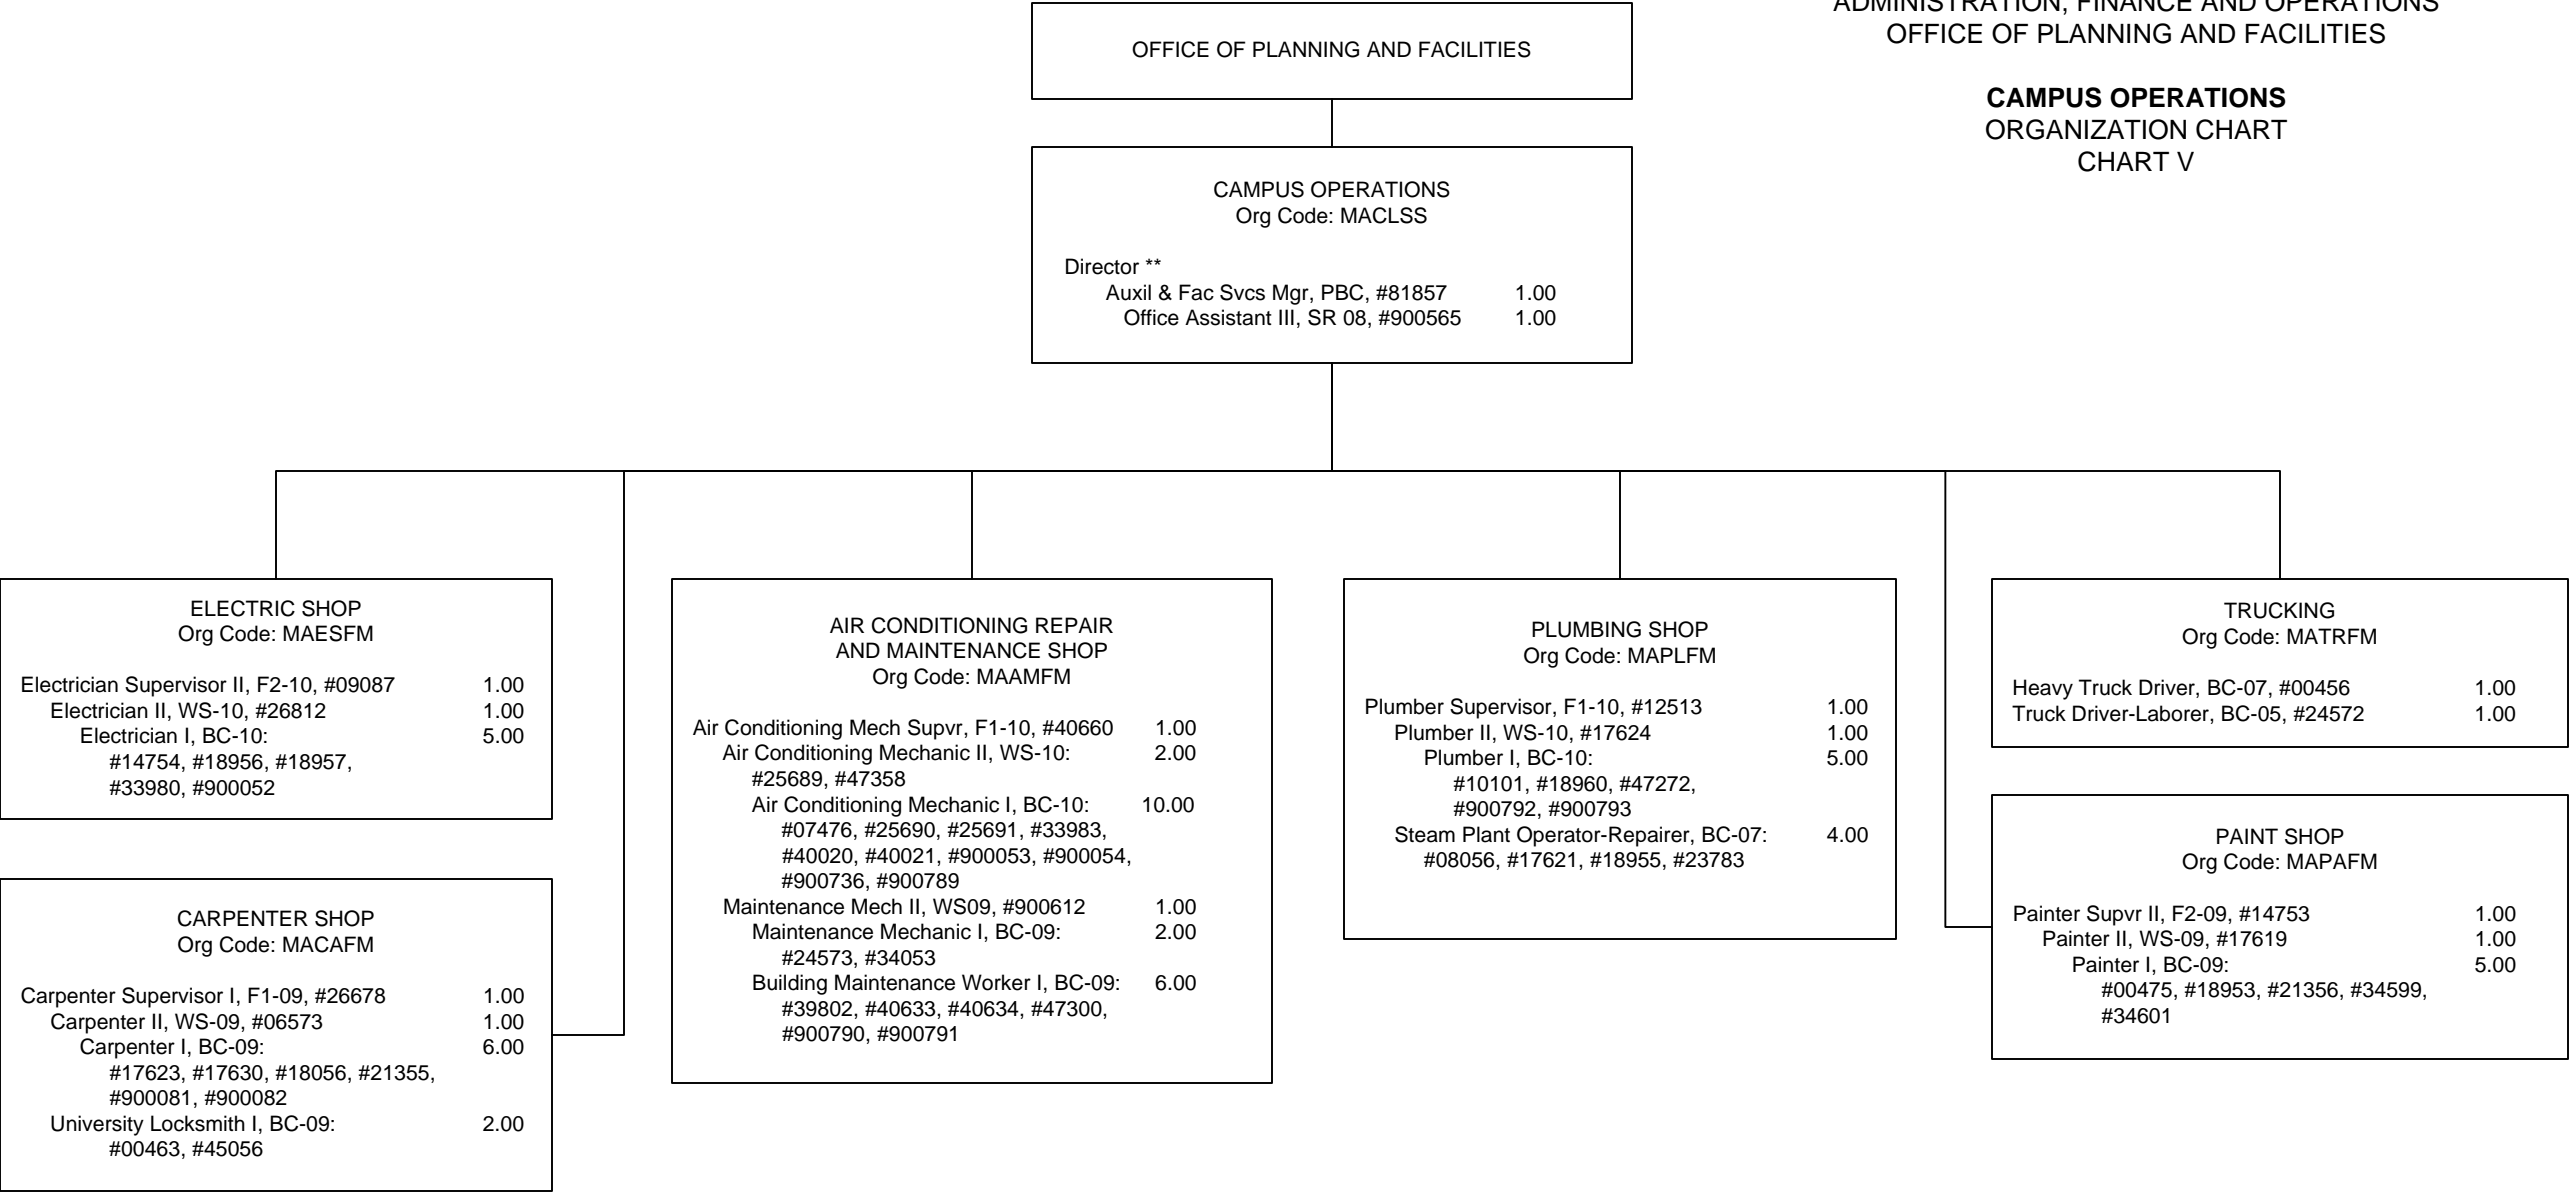 ADMINISTRATION, FINANCE AND OPERATIONS
OFFICE OF PLANNING AND FACILITIES
CAMPUS OPERATIONS
ORGANIZATION CHART
CHART V
OFFICE OF PLANNING AND FACILITIES
CAMPUS OPERATIONS
Org Code: MACLSS
Director **
Auxil & Fac Svcs Mgr, PBC, #81857 1.00
Office Assistant III, SR 08, #900565 1.00
ELECTRIC SHOP
Org Code: MAESFM
Electrician Supervisor II, F2-10, #09087 1.00
Electrician II, WS-10, #26812 1.00
Electrician I, BC-10: 5.00
#14754, #18956, #18957,
#33980, #900052
CARPENTER SHOP
Org Code: MACAFM
Carpenter Supervisor I, F1-09, #26678 1.00
Carpenter II, WS-09, #06573 1.00
Carpenter I, BC-09: 6.00
#17623, #17630, #18056, #21355,
#900081, #900082
University Locksmith I, BC-09: 2.00
#00463, #45056
AIR CONDITIONING REPAIR
AND MAINTENANCE SHOP
Org Code: MAAMFM
Air Conditioning Mech Supvr, F1-10, #40660 1.00
Air Conditioning Mechanic II, WS-10: 2.00
#25689, #47358
Air Conditioning Mechanic I, BC-10: 10.00
#07476, #25690, #25691, #33983,
#40020, #40021, #900053, #900054,
#900736, #900789
Maintenance Mech II, WS09, #900612 1.00
Maintenance Mechanic I, BC-09: 2.00
#24573, #34053
Building Maintenance Worker I, BC-09: 6.00
#39802, #40633, #40634, #47300,
#900790, #900791
PLUMBING SHOP
Org Code: MAPLFM
Plumber Supervisor, F1-10, #12513 1.00
Plumber II, WS-10, #17624 1.00
Plumber I, BC-10: 5.00
#10101, #18960, #47272,
#900792, #900793
Steam Plant Operator-Repairer, BC-07: 4.00
#08056, #17621, #18955, #23783
TRUCKING
Org Code: MATRFM
Heavy Truck Driver, BC-07, #00456 1.00
Truck Driver-Laborer, BC-05, #24572 1.00
PAINT SHOP
Org Code: MAPAFM
Painter Supvr II, F2-09, #14753 1.00
Painter II, WS-09, #17619 1.00
Painter I, BC-09: 5.00
#00475, #18953, #21356, #34599,
#34601